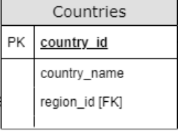 Countries
PK country_id
country_name
region_id [FK]